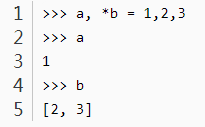 1 >>> a, *b = 1,2,3
2 >>> a
3 1
4 >>> b
5 [2, 3]